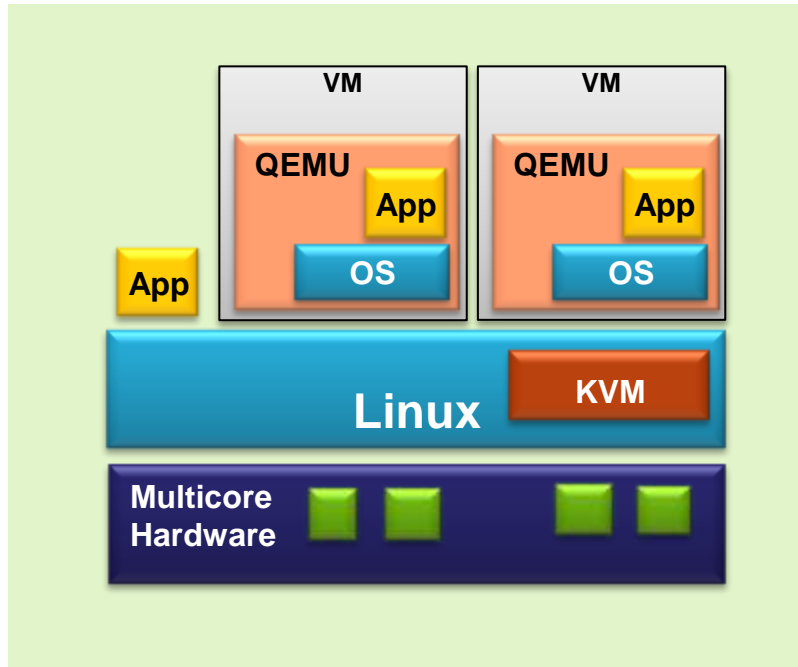 VM
VM
QEMU
QEMU
App
App
OS
OS
App
KVM
Linux
Multicore
Hardware